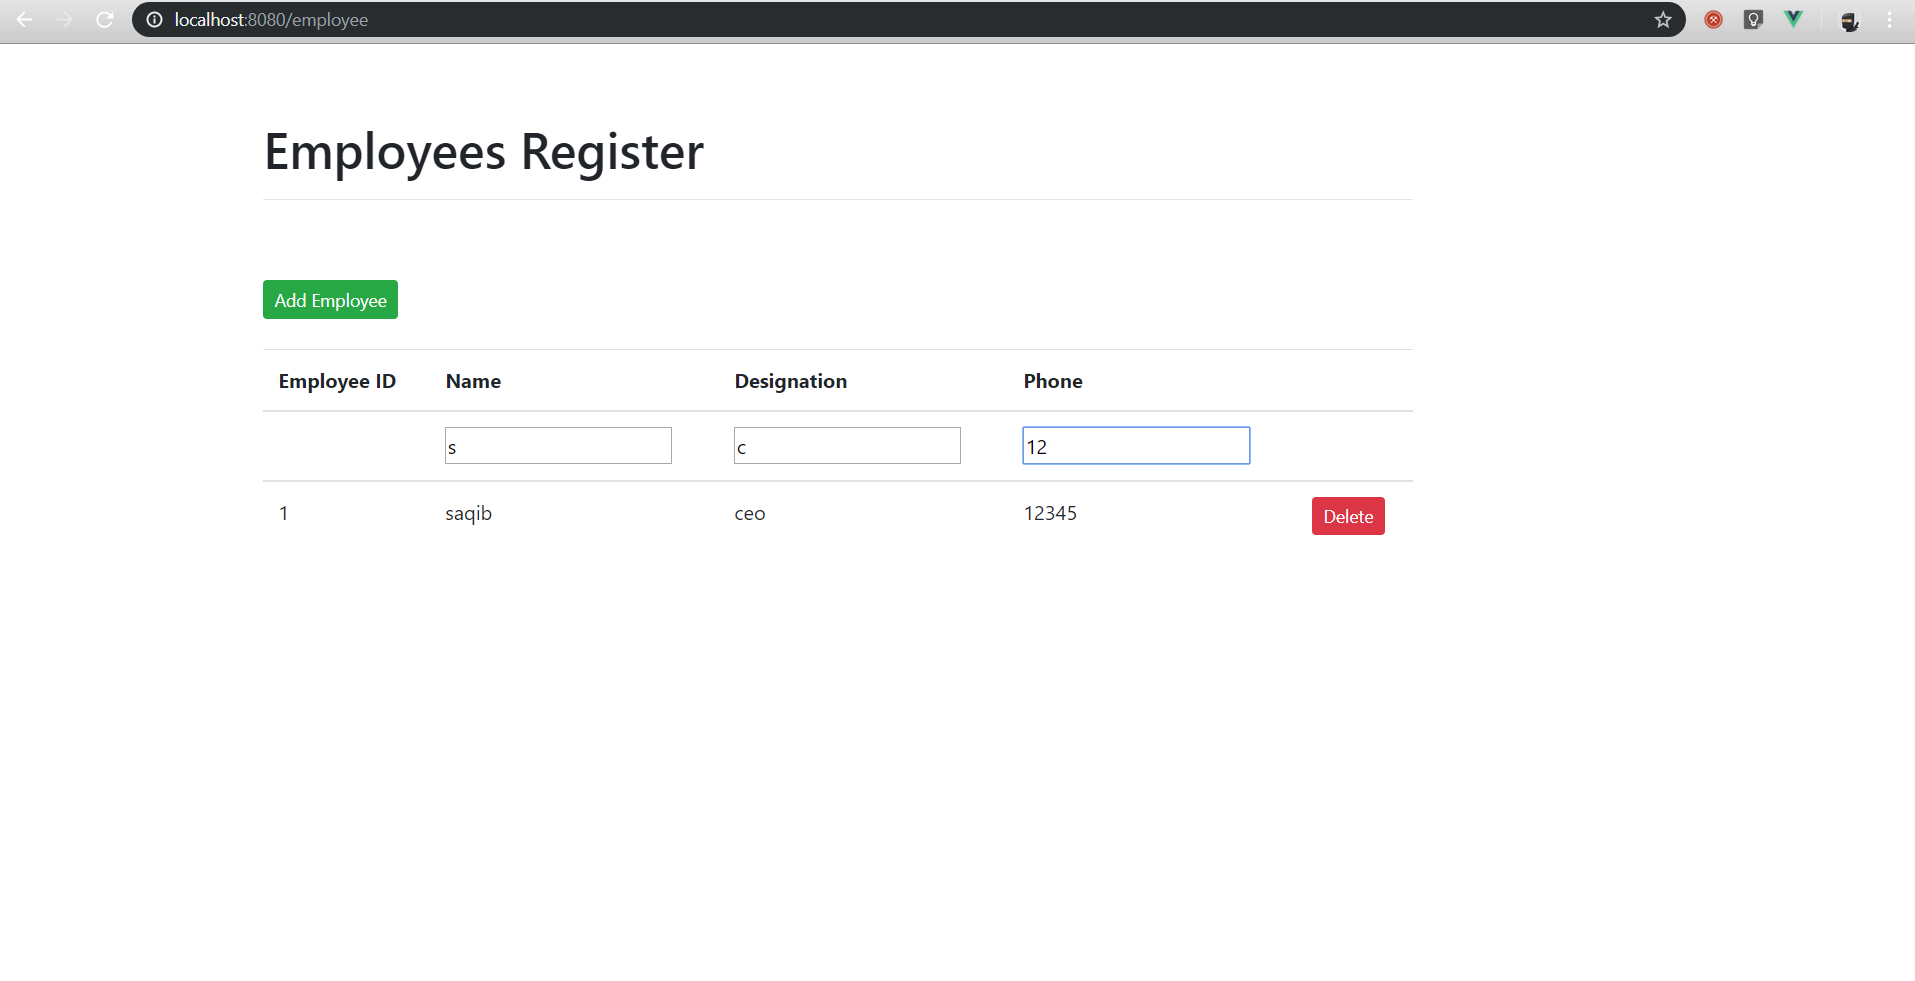 localhost:8080/employee
Employees Register
Add Employee
Employee ID Name Designation Phone
s c 12
1 saqib ceo 12345 Delete